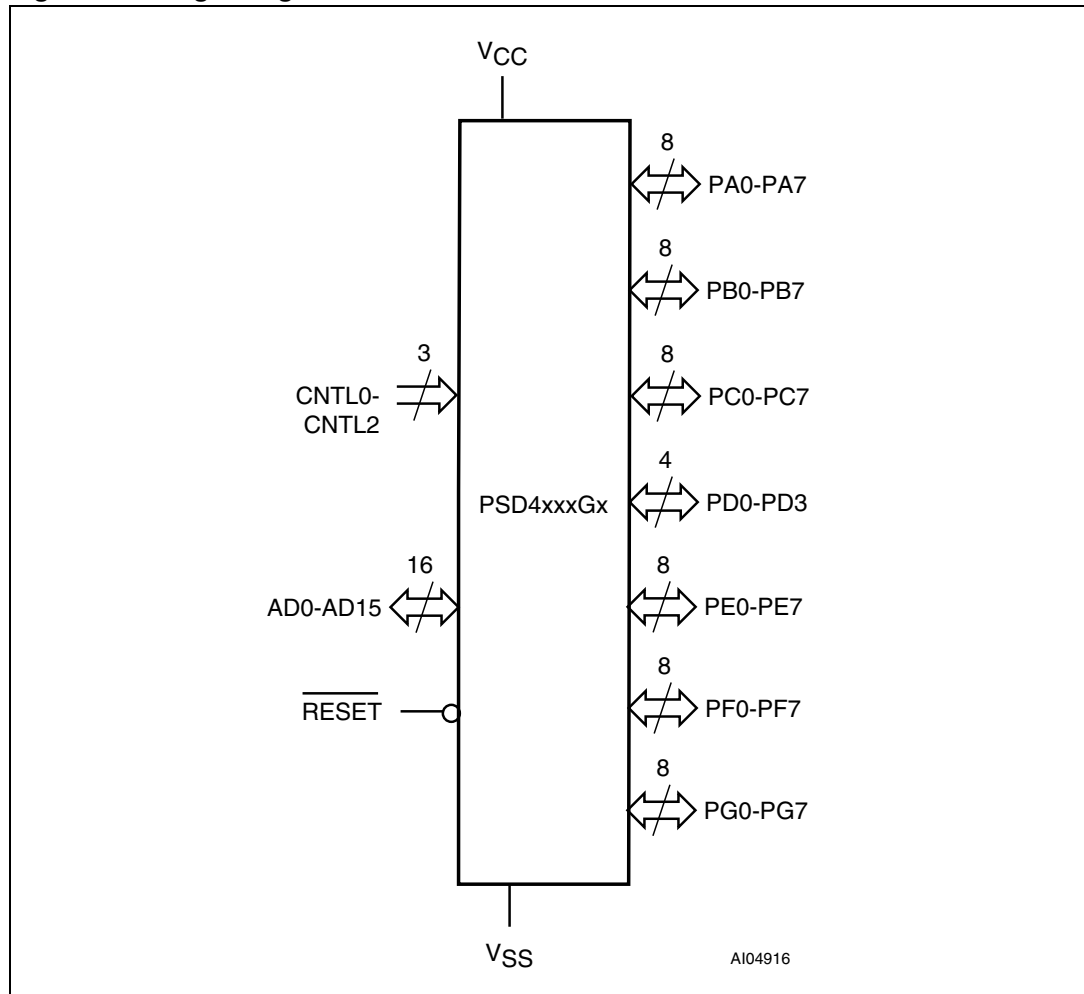 VCC
8
PA0-PA7
8
PB0-PB7
3
CNTL0-
CNTL2
8
PC0-PC7
4
PSD4xxxGx
PD0-PD3
16
AD0-AD15
8
PE0-PE7
RESET
8
PF0-PF7
8
PG0-PG7
VSS
AI04916